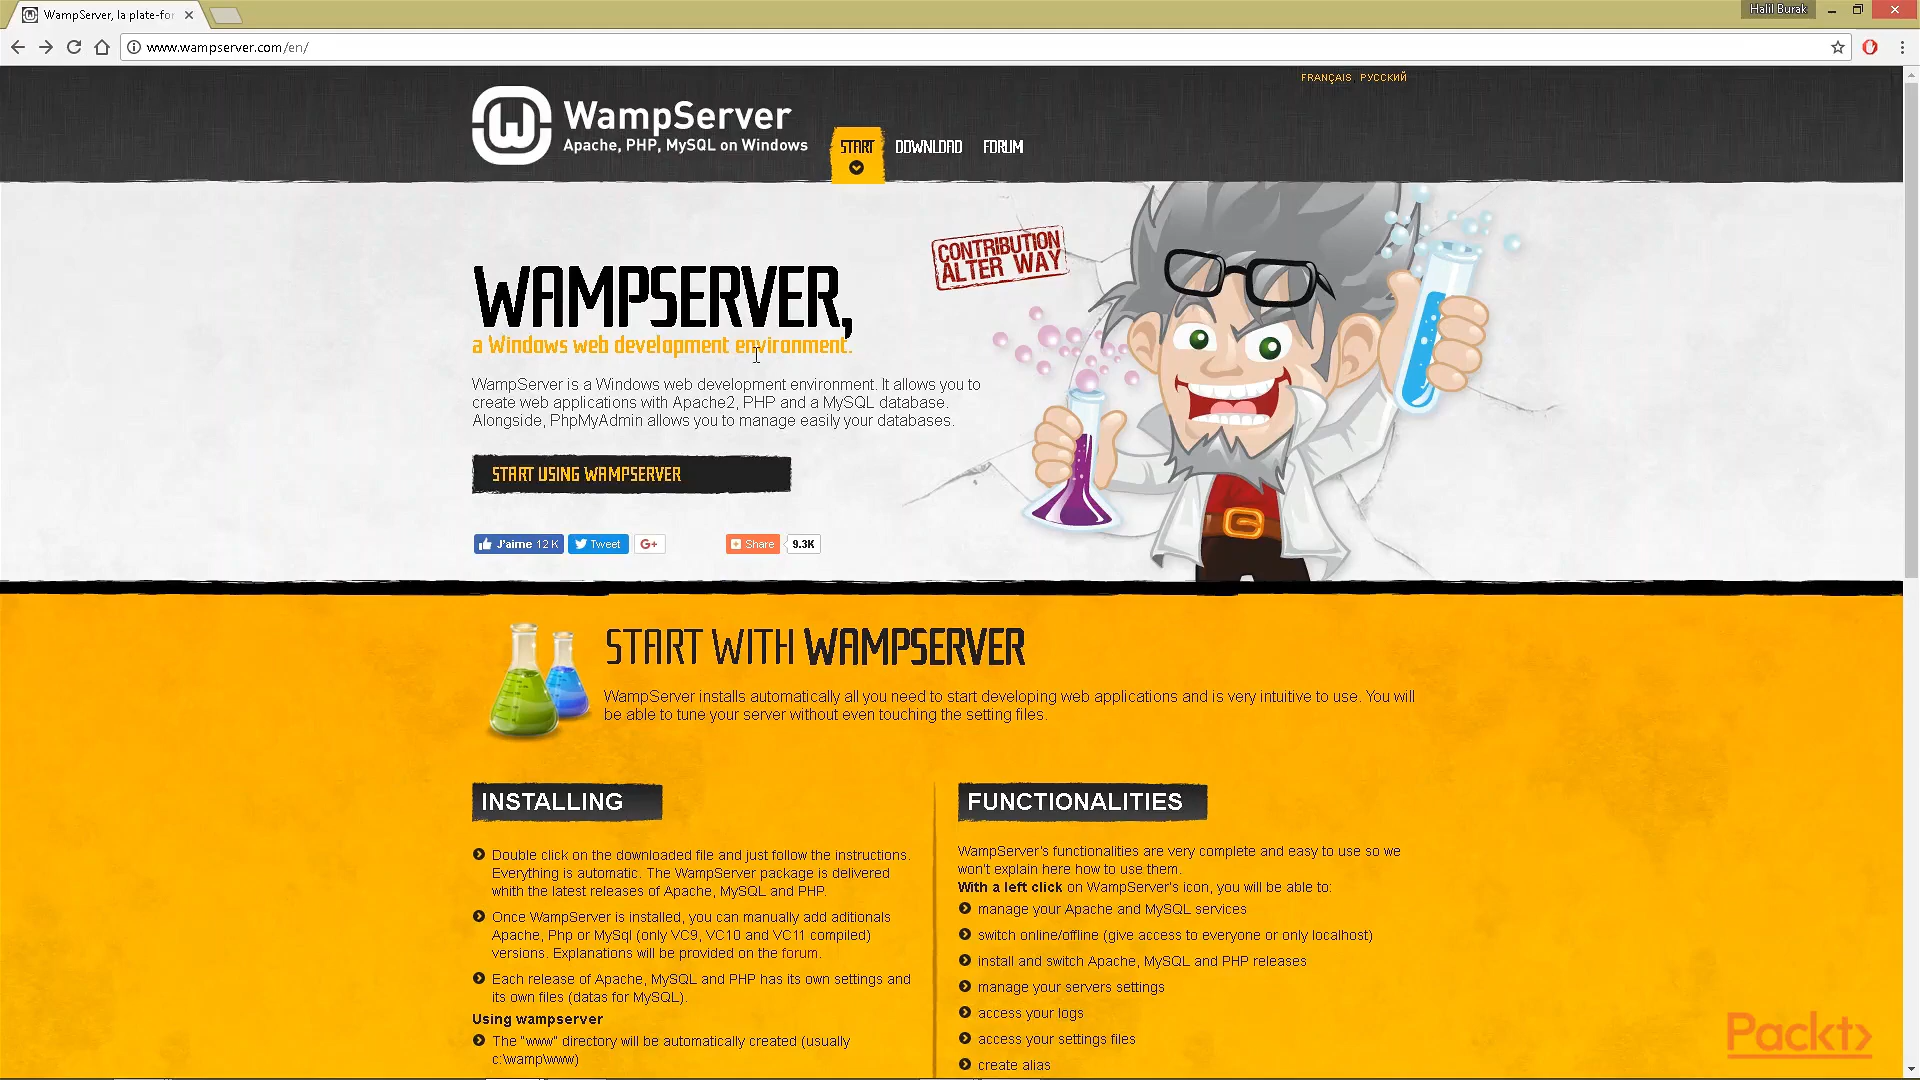 WampServer, la plate-for
Halil Burak
www.wampserver.com/en/
FRANÇAIS РУССКИЙ
WampServer
Apache, PHP, MySQL on Windows
START DOWNLOAD FORUM
CONTRIBUTION
ALTER WAY
WAMPSERVER,
a Windows web development environment.
WampServer is a Windows web development environment. It allows you to
create web applications with Apache2, PHP and a MySQL database.
Alongside, PhpMyAdmin allows you to manage easily your databases.
START USING WAMPSERVER
J'aime 12 K Tweet G+ Share 9.3K
START WITH WAMPSERVER
WampServer installs automatically all you need to start developing web applications and is very intuitive to use. You will
be able to tune your server without even touching the setting files.
INSTALLING
Double click on the downloaded file and just follow the instructions.
Everything is automatic. The WampServer package is delivered
whith the latest releases of Apache, MySQL and PHP.
Once WampServer is installed, you can manually add aditionals
Apache, Php or MySql (only VC9, VC10 and VC11 compiled)
versions. Explanations will be provided on the forum.
Each release of Apache, MySQL and PHP has its own settings and
its own files (datas for MySQL).
Using wampserver
The "www" directory will be automatically created (usually
c:\wamp\www)
FUNCTIONALITIES
WampServer's functionalities are very complete and easy to use so we
won't explain here how to use them.
With a left click on WampServer's icon, you will be able to:
manage your Apache and MySQL services
switch online/offline (give access to everyone or only localhost)
install and switch Apache, MySQL and PHP releases
manage your servers settings
access your logs
access your settings files
create alias
Packt>